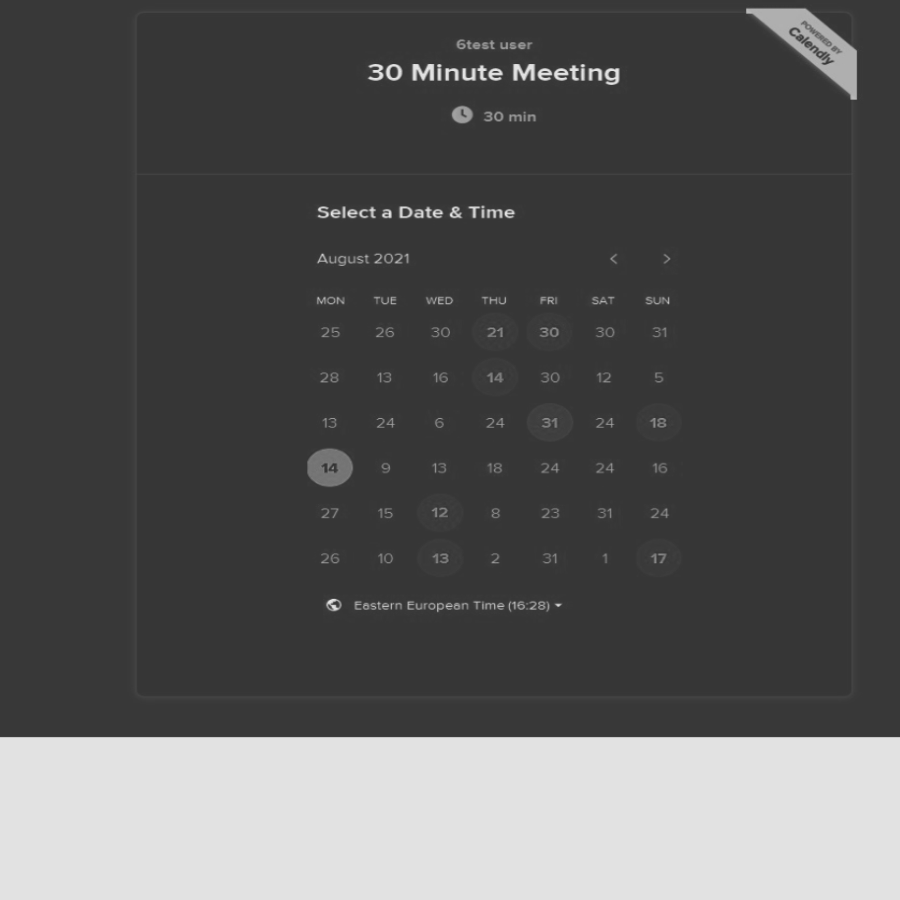 6test user
POWERED BY
Calendly
30 Minute Meeting
30 min
Select a Date & Time
August 2021
MON TUE WED THU FRI SAT SUN
25 26 30 21 30 30 31
28 13 16 14 30 12 5
13 24 6 24 31 24 18
14 9 13 18 24 24 16
27 15 12 8 23 31 24
26 10 13 2 31 1 17
Eastern European Time (16:28)